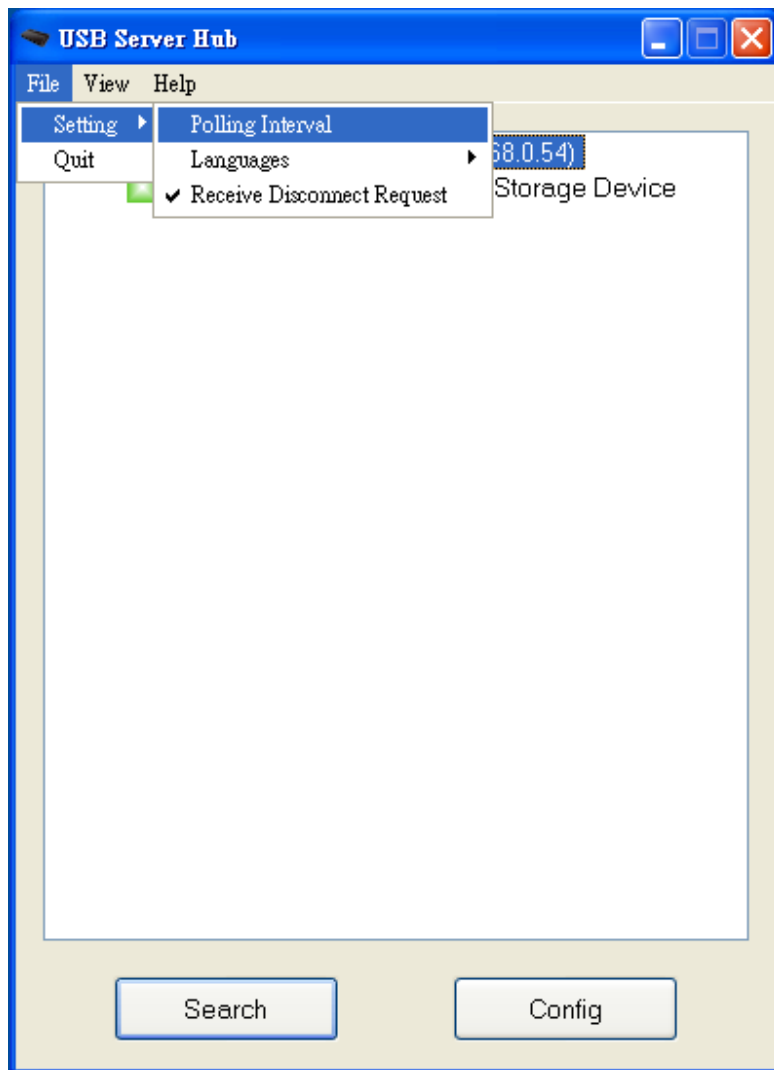 USB Server Hub
File View Help
Setting
Quit
Polling Interval
Languages
Receive Disconnect Request
68.0.54)
Storage Device
Search
Config